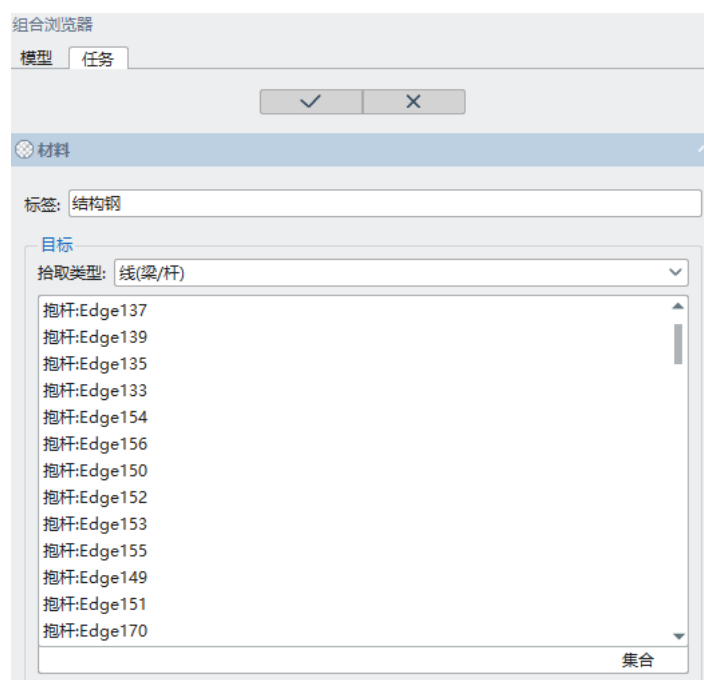 组合浏览器
模型 任务
材料
标签: 结构钢
目标
拾取类型: 线(梁/杆)
抱杆:Edge137
抱杆:Edge139
抱杆:Edge135
抱杆:Edge133
抱杆:Edge154
抱杆:Edge156
抱杆:Edge150
抱杆:Edge152
抱杆:Edge153
抱杆:Edge155
抱杆:Edge149
抱杆:Edge151
抱杆:Edge170
集合